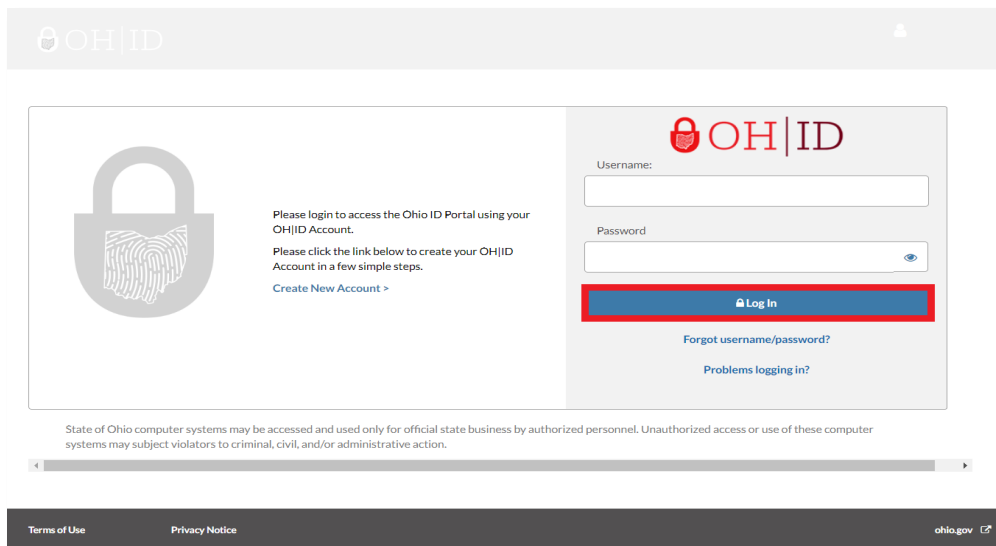 OH|ID
OH|ID
Username:
Please login to access the Ohio ID Portal using your
OH|ID Account.
Please click the link below to create your OH|ID
Account in a few simple steps.
Create New Account >
Password
Log In
Forgot username/password?
Problems logging in?
State of Ohio computer systems may be accessed and used only for official state business by authorized personnel. Unauthorized access or use of these computer
systems may subject violators to criminal, civil, and/or administrative action.
Terms of Use
Privacy Notice
ohio.gov